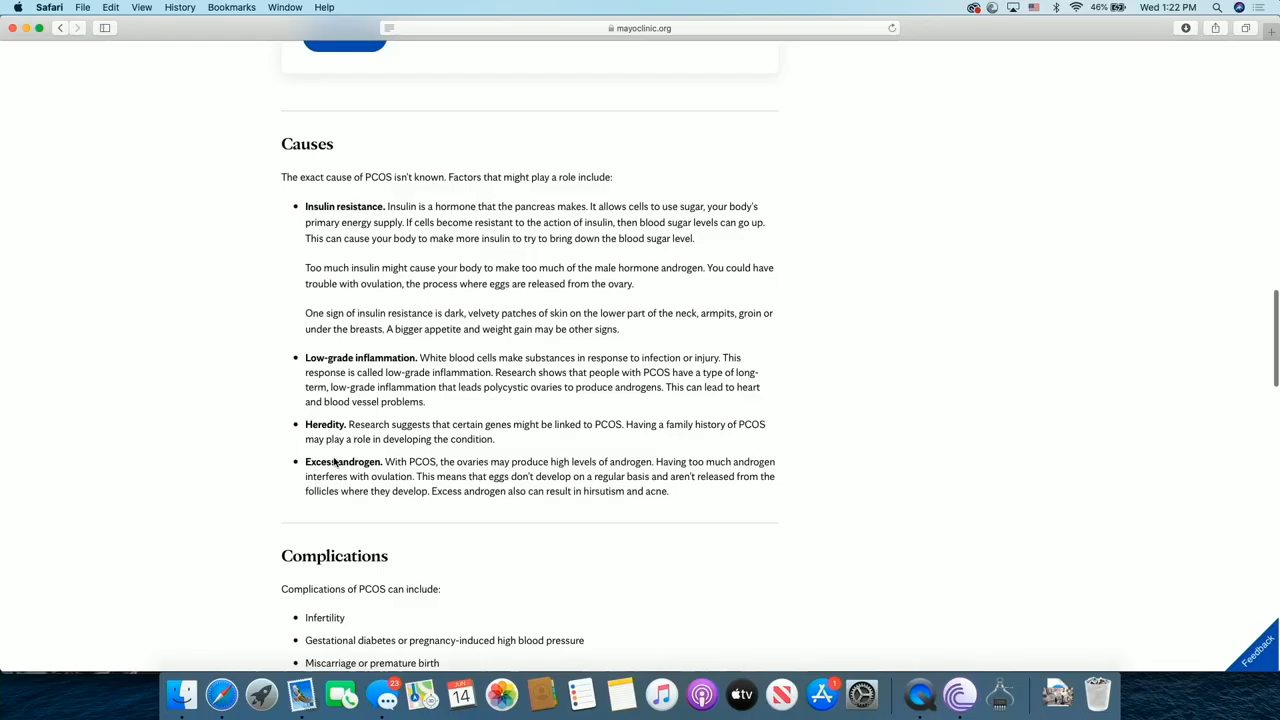 Safari File Edit View History Bookmarks Window Help 46% Wed 1:22 PM
mayoclinic.org
Causes
The exact cause of PCOS isn't known. Factors that might play a role include:
• Insulin resistance. Insulin is a hormone that the pancreas makes. It allows cells to use sugar, your body's
primary energy supply. If cells become resistant to the action of insulin, then blood sugar levels can go up.
This can cause your body to make more insulin to try to bring down the blood sugar level.
Too much insulin might cause your body to make too much of the male hormone androgen. You could have
trouble with ovulation, the process where eggs are released from the ovary.
One sign of insulin resistance is dark, velvety patches of skin on the lower part of the neck, armpits, groin or
under the breasts. A bigger appetite and weight gain may be other signs.
• Low-grade inflammation. White blood cells make substances in response to infection or injury. This
response is called low-grade inflammation. Research shows that people with PCOS have a type of long-
term, low-grade inflammation that leads polycystic ovaries to produce androgens. This can lead to heart
and blood vessel problems.
• Heredity. Research suggests that certain genes might be linked to PCOS. Having a family history of PCOS
may play a role in developing the condition.
• Excess androgen. With PCOS, the ovaries may produce high levels of androgen. Having too much androgen
interferes with ovulation. This means that eggs don't develop on a regular basis and aren't released from the
follicles where they develop. Excess androgen also can result in hirsutism and acne.
Complications
Complications of PCOS can include:
• Infertility
• Gestational diabetes or pregnancy-induced high blood pressure
• Miscarriage or premature birth
Feedback
23
JUN
14
tv
1